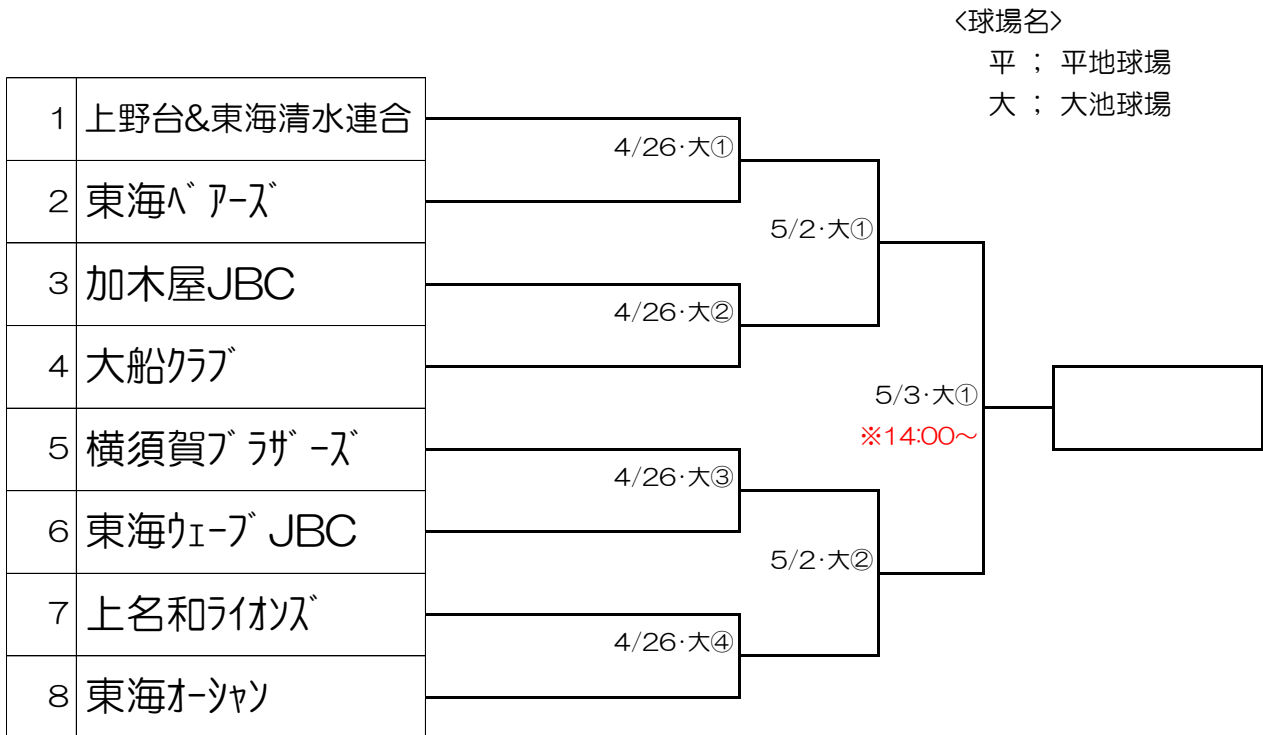 <球場名>
平 ； 平地球場
大 ； 大池球場
1 上野台&東海清水連合
4/26·大①
2 東海ﾍﾞｱｰｽﾞ
5/2·大①
3 加木屋JBC
4/26·大②
4 大船ｸﾗﾌﾞ
5/3·大①
※14:00～
5 横須賀ﾌﾞﾗｻﾞｰｽﾞ
4/26·大③
6 東海ｳｪｰﾌﾞJBC
5/2·大②
7 上名和ﾗｲｵﾝｽﾞ
4/26·大④
8 東海ｵｰｼｬﾝ